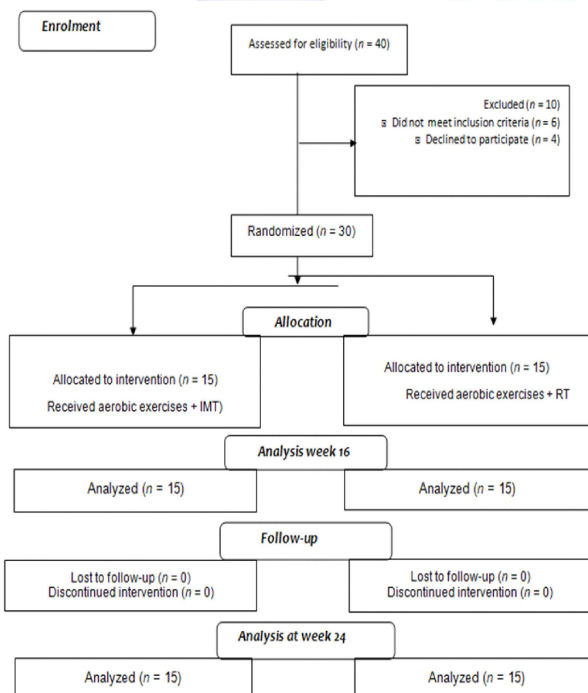 Enrolment
Assessed for eligibility (n = 40)
Excluded (n = 10)
Did not meet inclusion criteria (n = 6)
Declined to participate (n = 4)
Randomized (n = 30)
Allocation
Allocated to intervention (n = 15)
Received aerobic exercises + IMT)
Allocated to intervention (n = 15)
Received aerobic exercises + RT
Analysis week 16
Analyzed (n = 15)
Analyzed (n = 15)
Follow-up
Lost to follow-up (n = 0)
Discontinued intervention (n = 0)
Lost to follow-up (n = 0)
Discontinued intervention (n = 0)
Analysis at week 24
Analyzed (n = 15)
Analyzed (n = 15)